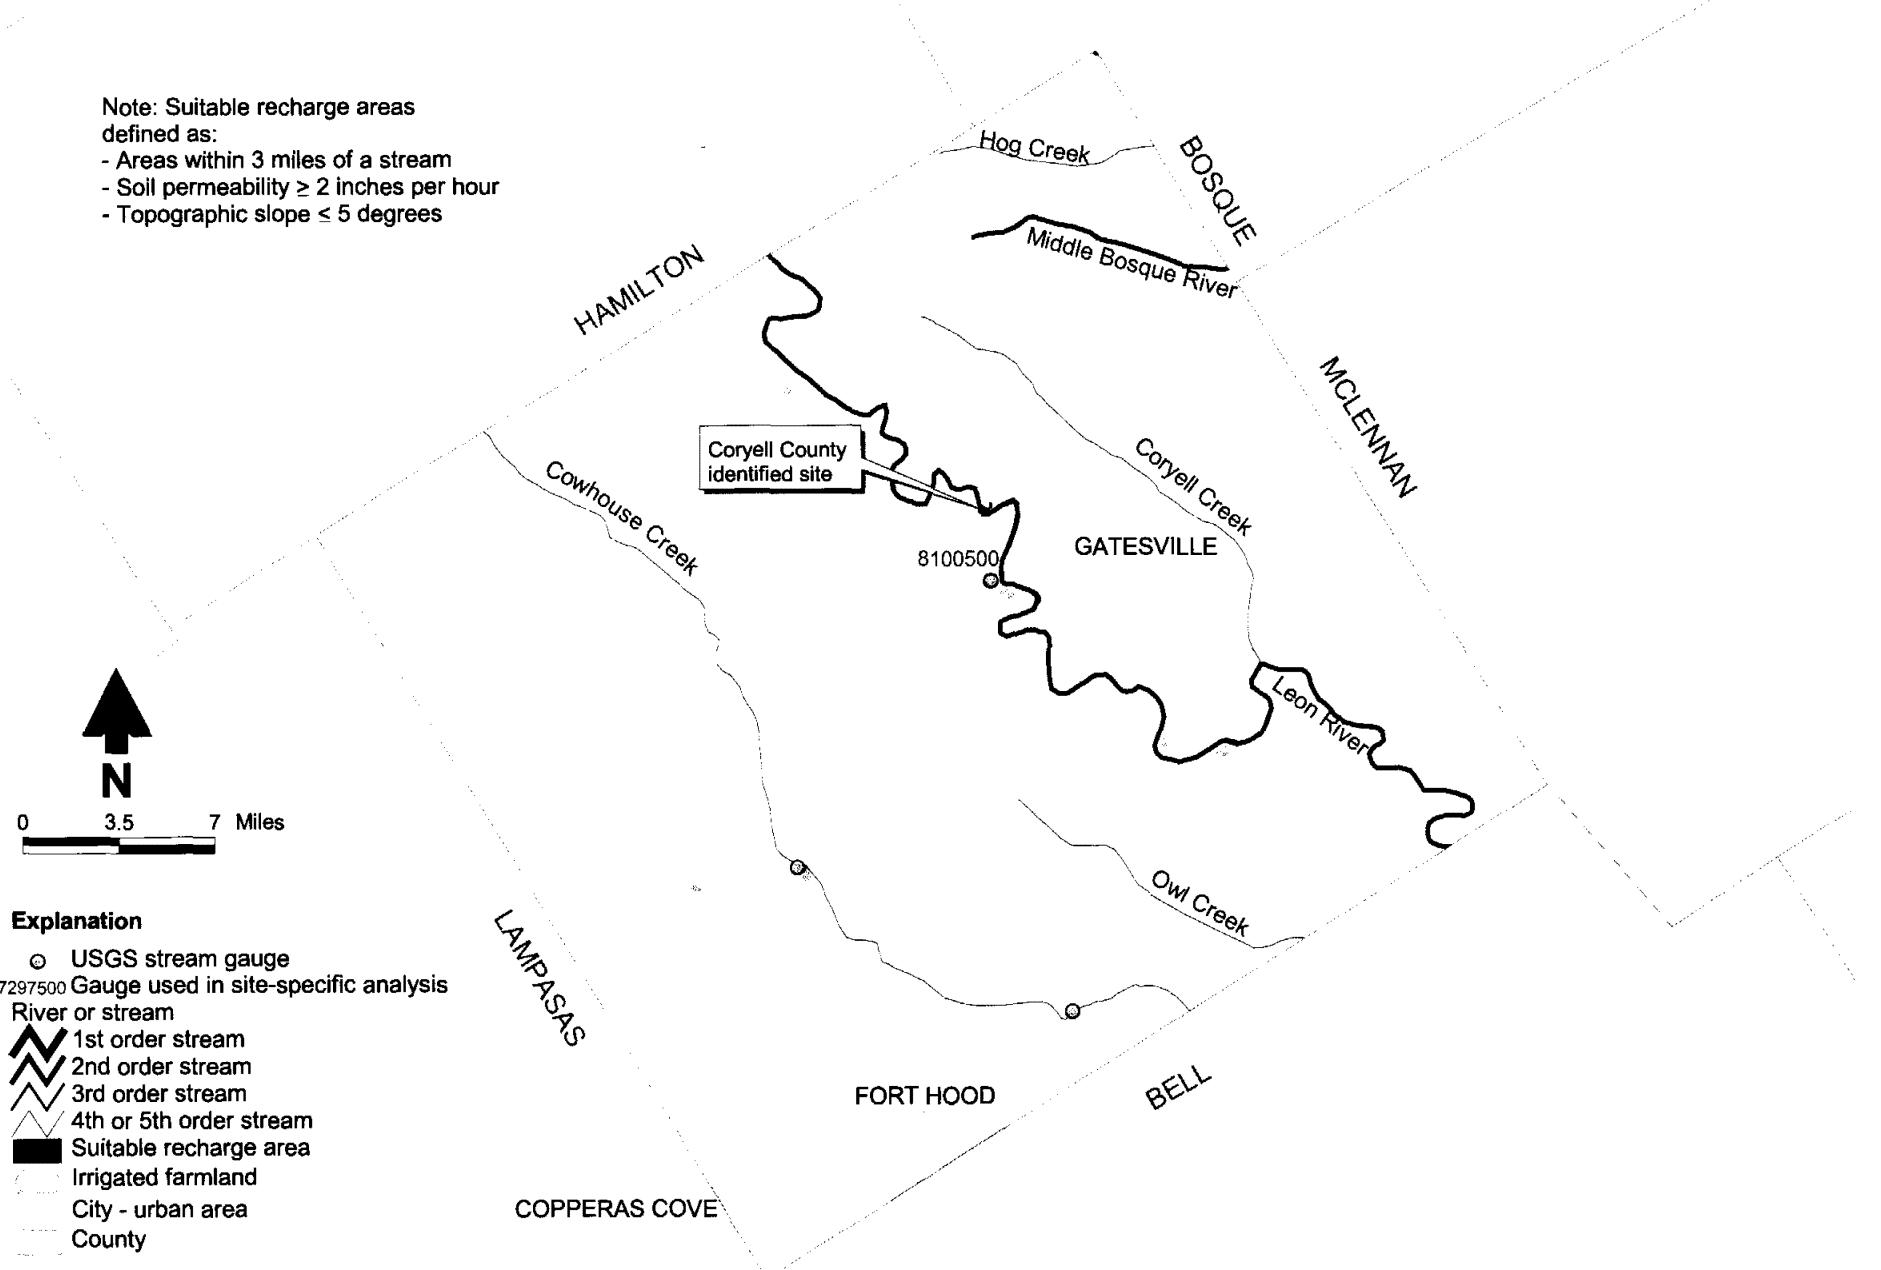 Note: Suitable recharge areas
defined as:
- Areas within 3 miles of a stream
- Soil permeability ≥ 2 inches per hour
- Topographic slope ≤ 5 degrees
Hog Creek
BOSQUE
Middle Bosque River
HAMILTON
MCLENNAN
Coryell County
identified site
Coryell Creek
Cowhouse Creek
GATESVILLE
8100500
Leon River
N
0 3.5 7 Miles
Owl Creek
LAMPASAS
Explanation
USGS stream gauge
7297500 Gauge used in site-specific analysis
River or stream
1st order stream
2nd order stream
3rd order stream
4th or 5th order stream
Suitable recharge area
Irrigated farmland
City - urban area
County
FORT HOOD
BELL
COPPERAS COVE